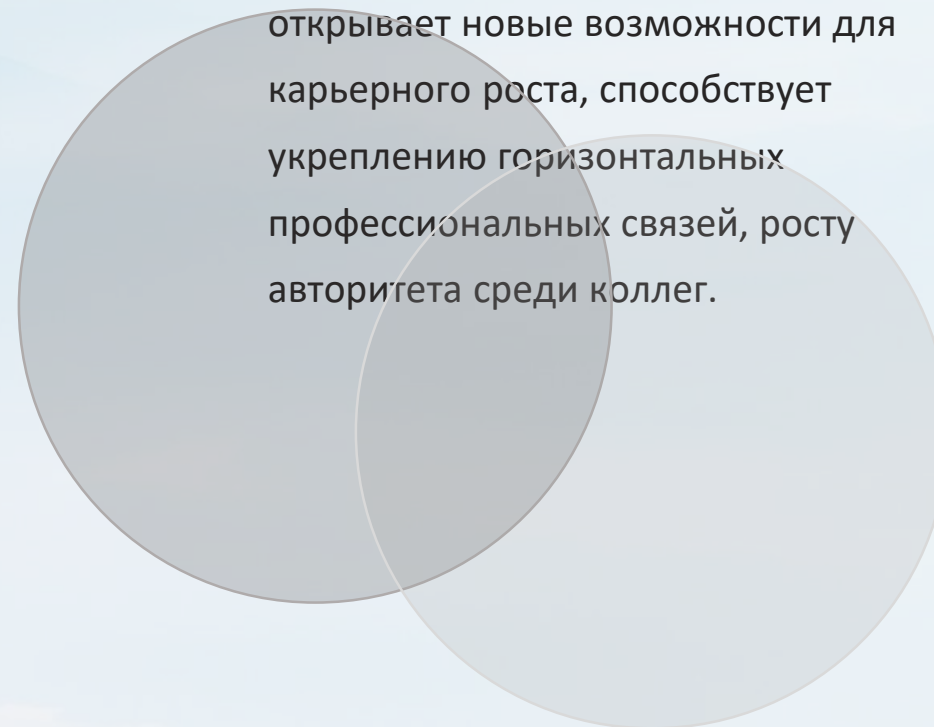 открывает новые возможности для
карьерного роста, способствует
укреплению горизонтальных
профессиональных связей, росту
авторитета среди коллег.